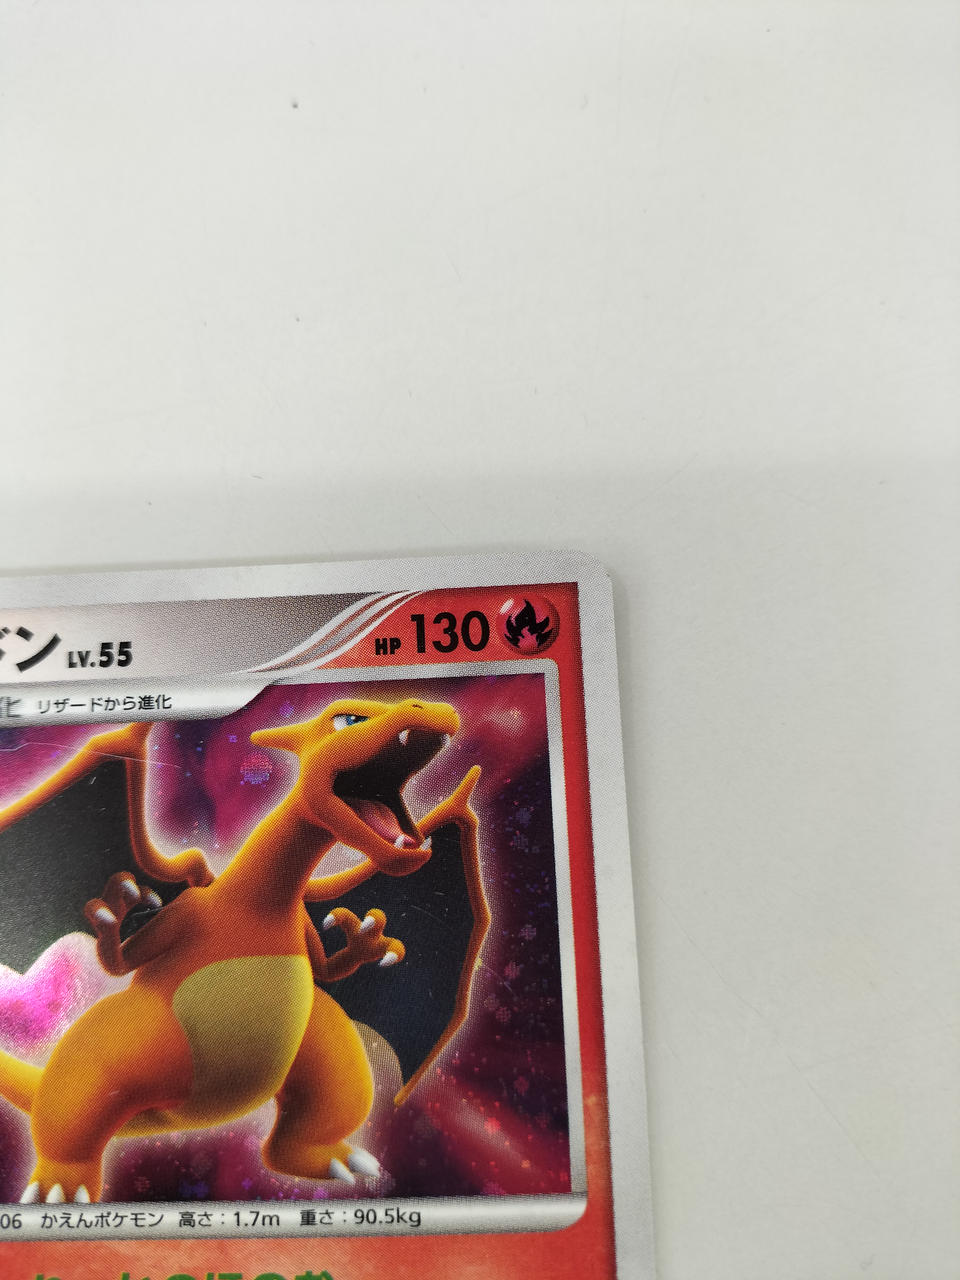 ドン LV.55 HP 130
化 リザードから進化
06 かえんポケモン 高さ：1.7m 重さ：90.5kg